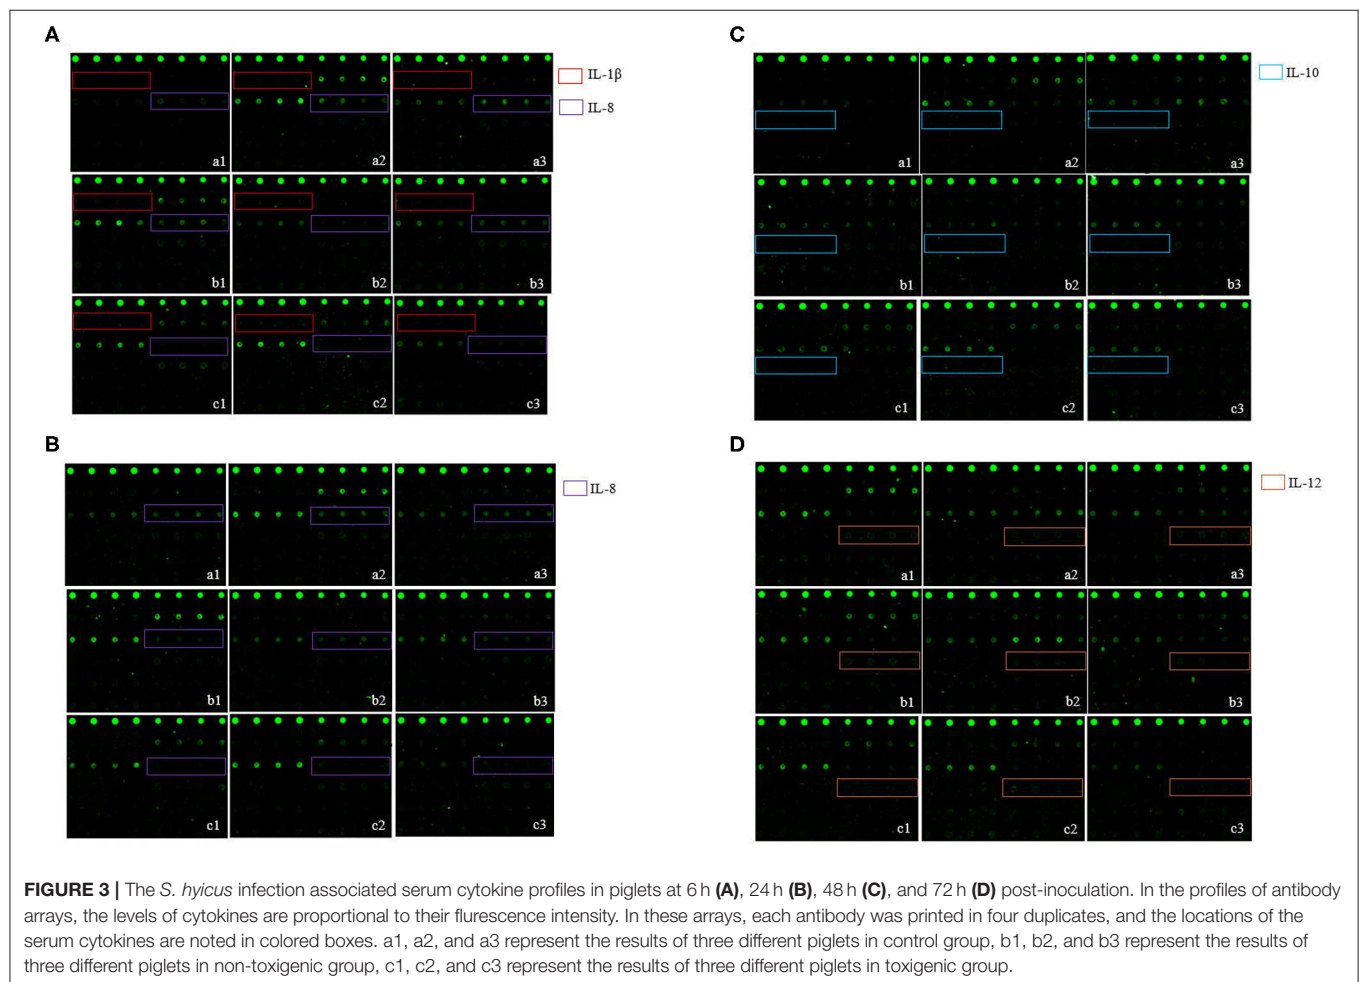 A
IL-1β
IL-8
a1
a2
a3
b1
b2
b3
c1
c2
c3
B
IL-8
a1
a2
a3
b1
b2
b3
c1
c2
c3
C
IL-10
a1
a2
a3
b1
b2
b3
c1
c2
c3
D
IL-12
a1
a2
a3
b1
b2
b3
c1
c2
c3
FIGURE 3 | The S. hyicus infection associated serum cytokine profiles in piglets at 6 h (A), 24 h (B), 48 h (C), and 72 h (D) post-inoculation. In the profiles of antibody
arrays, the levels of cytokines are proportional to their flurescence intensity. In these arrays, each antibody was printed in four duplicates, and the locations of the
serum cytokines are noted in colored boxes. a1, a2, and a3 represent the results of three different piglets in control group, b1, b2, and b3 represent the results of
three different piglets in non-toxigenic group, c1, c2, and c3 represent the results of three different piglets in toxigenic group.